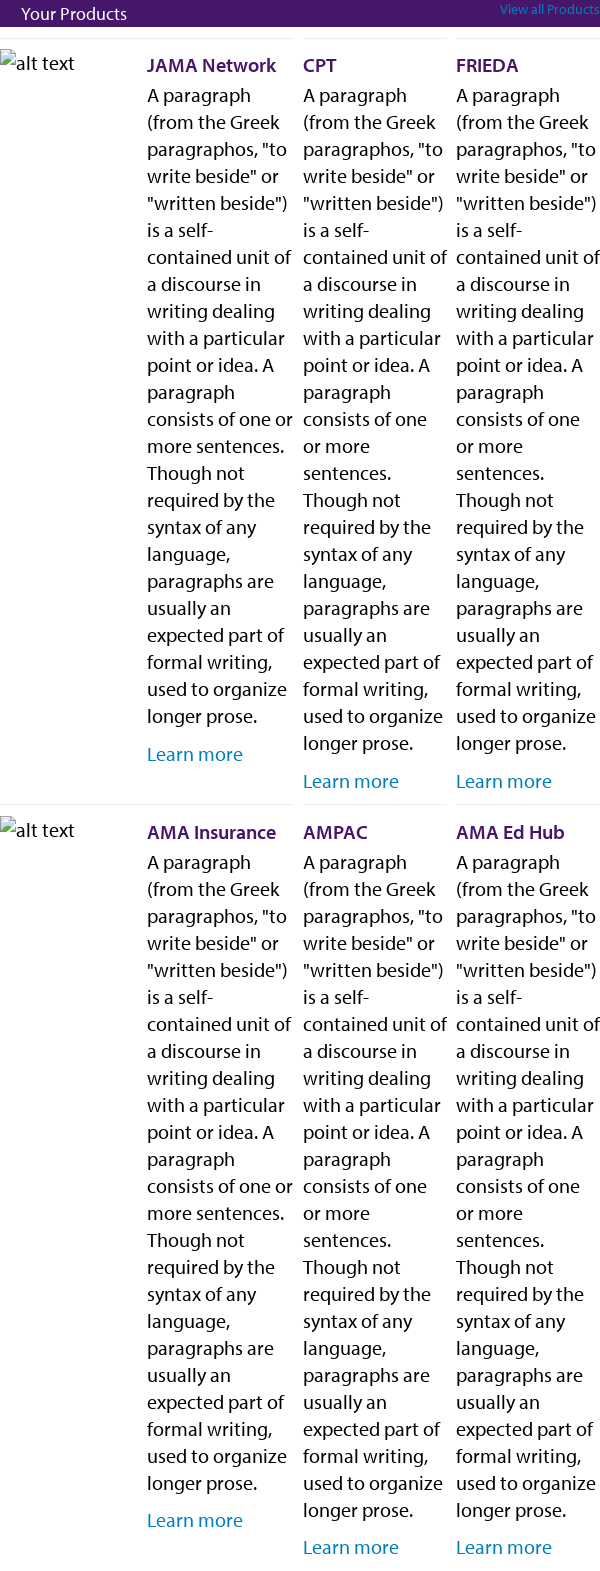 Your Products
View all Products
alt text
JAMA Network
A paragraph
(from the Greek
paragraphos, "to
write beside" or
"written beside")
is a self-
contained unit of
a discourse in
writing dealing
with a particular
point or idea. A
paragraph
consists of one or
more sentences.
Though not
required by the
syntax of any
language,
paragraphs are
usually an
expected part of
formal writing,
used to organize
longer prose.
Learn more
CPT
A paragraph
(from the Greek
paragraphos, "to
write beside" or
"written beside")
is a self-
contained unit of
a discourse in
writing dealing
with a particular
point or idea. A
paragraph
consists of one
or more
sentences.
Though not
required by the
syntax of any
language,
paragraphs are
usually an
expected part of
formal writing,
used to organize
longer prose.
Learn more
FRIEDA
A paragraph
(from the Greek
paragraphos, "to
write beside" or
"written beside")
is a self-
contained unit of
a discourse in
writing dealing
with a particular
point or idea. A
paragraph
consists of one
or more
sentences.
Though not
required by the
syntax of any
language,
paragraphs are
usually an
expected part of
formal writing,
used to organize
longer prose.
Learn more
alt text
AMA Insurance
A paragraph
(from the Greek
paragraphos, "to
write beside" or
"written beside")
is a self-
contained unit of
a discourse in
writing dealing
with a particular
point or idea. A
paragraph
consists of one or
more sentences.
Though not
required by the
syntax of any
language,
paragraphs are
usually an
expected part of
formal writing,
used to organize
longer prose.
Learn more
AMPAC
A paragraph
(from the Greek
paragraphos, "to
write beside" or
"written beside")
is a self-
contained unit of
a discourse in
writing dealing
with a particular
point or idea. A
paragraph
consists of one
or more
sentences.
Though not
required by the
syntax of any
language,
paragraphs are
usually an
expected part of
formal writing,
used to organize
longer prose.
Learn more
AMA Ed Hub
A paragraph
(from the Greek
paragraphos, "to
write beside" or
"written beside")
is a self-
contained unit of
a discourse in
writing dealing
with a particular
point or idea. A
paragraph
consists of one
or more
sentences.
Though not
required by the
syntax of any
language,
paragraphs are
usually an
expected part of
formal writing,
used to organize
longer prose.
Learn more